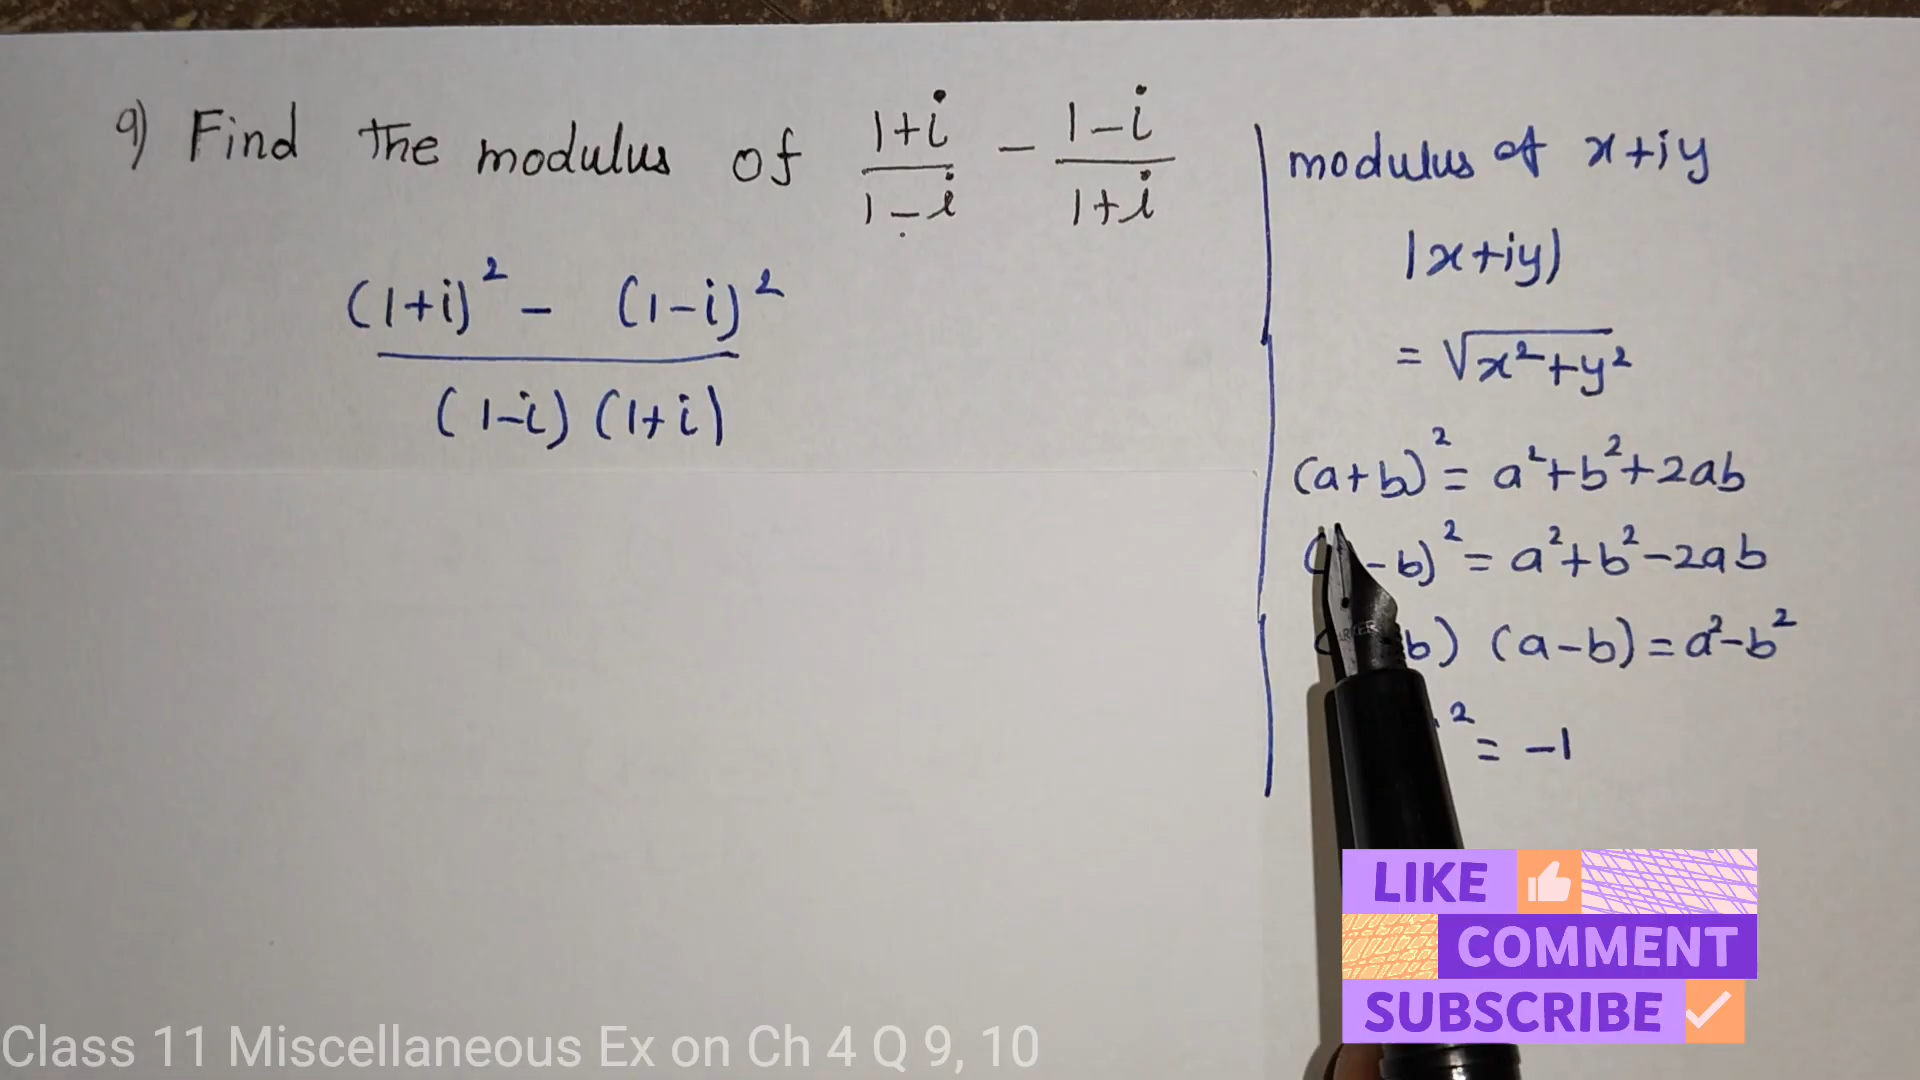 9) Find the modulus of (1+i)/(1-i) - (1-i)/(1+i)
((1+i)² - (1-i)²)/((1-i)(1+i))
modulus of x+iy
|x+iy)
= √x²+y²
(a+b)² = a²+b²+2ab
-b)² = a²+b²-2ab
b) (a-b) = a²-b²
² = -1
LIKE
COMMENT
SUBSCRIBE
Class 11 Miscellaneous Ex on Ch 4 Q 9, 10